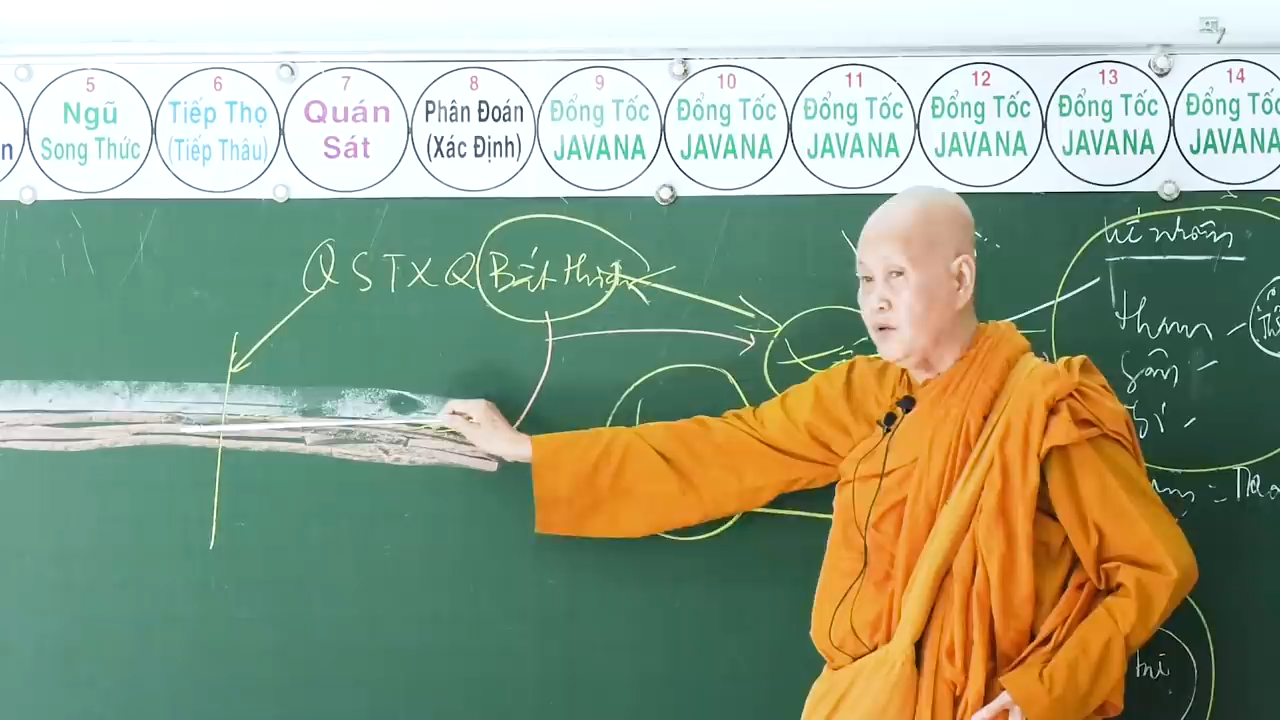 5 6 7 8 9 10 11 12 13 14
n Ngũ Song Thức
Tiếp Thọ (Tiếp Thâu)
Quán Sát
Phân Đoán (Xác Định)
Đổng Tốc JAVANA
Đổng Tốc JAVANA
Đổng Tốc JAVANA
Đổng Tốc JAVANA
Đổng Tốc JAVANA
Đổng Tốc JAVANA
Q S T X Q Bất thiện
tham
sân